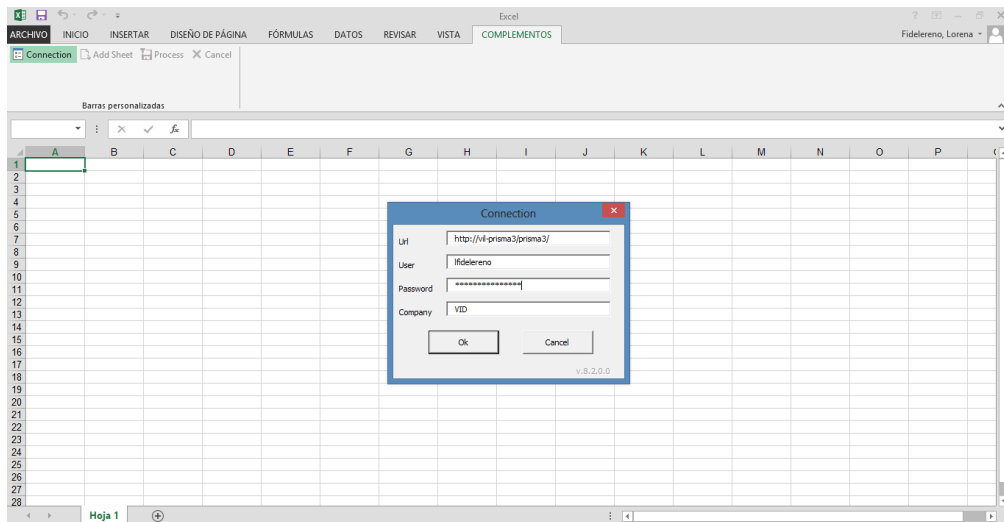 Excel
ARCHIVO INICIO INSERTAR DISEÑO DE PÁGINA FÓRMULAS DATOS REVISAR VISTA COMPLEMENTOS Fidelereno, Lorena
Connection Add Sheet Process X Cancel
Barras personalizadas
fx
A B C D E F G H I J K L M N O P
1
2
3
4
5
6
7
8
9
10
11
12
13
14
15
16
17
18
19
20
21
22
23
24
25
26
27
28
Connection
Url http://vil-prisma3/prisma3/
User lfidelereno
Password ***************
Company VID
Ok Cancel
v.8.2.0.0
Hoja 1